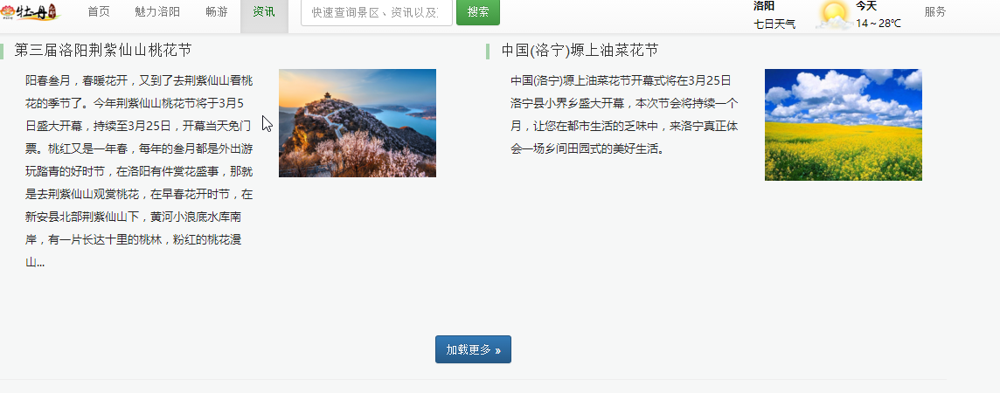 牡丹
首页 魅力洛阳 畅游 资讯 快速查询景区、资讯以及 搜索 洛阳 今天 服务
七日天气 14～28℃
第三届洛阳荆紫仙山桃花节
阳春叁月，春暖花开，又到了去荆紫仙山看桃
花的季节了。今年荆紫仙山桃花节将于3月5
日盛大开幕，持续至3月25日，开幕当天免门
票。桃红又是一年春，每年的叁月都是外出游
玩踏青的好时节，在洛阳有件赏花盛事，那就
是去荆紫仙山观赏桃花，在早春花开时节，在
新安县北部荆紫仙山下，黄河小浪底水库南
岸，有一片长达十里的桃林，粉红的桃花漫
山...
中国(洛宁)塬上油菜花节
中国(洛宁)塬上油菜花节开幕式将在3月25日
洛宁县小界乡盛大开幕，本次节会将持续一个
月，让您在都市生活的乏味中，来洛宁真正体
会一场乡间田园式的美好生活。
加载更多 »